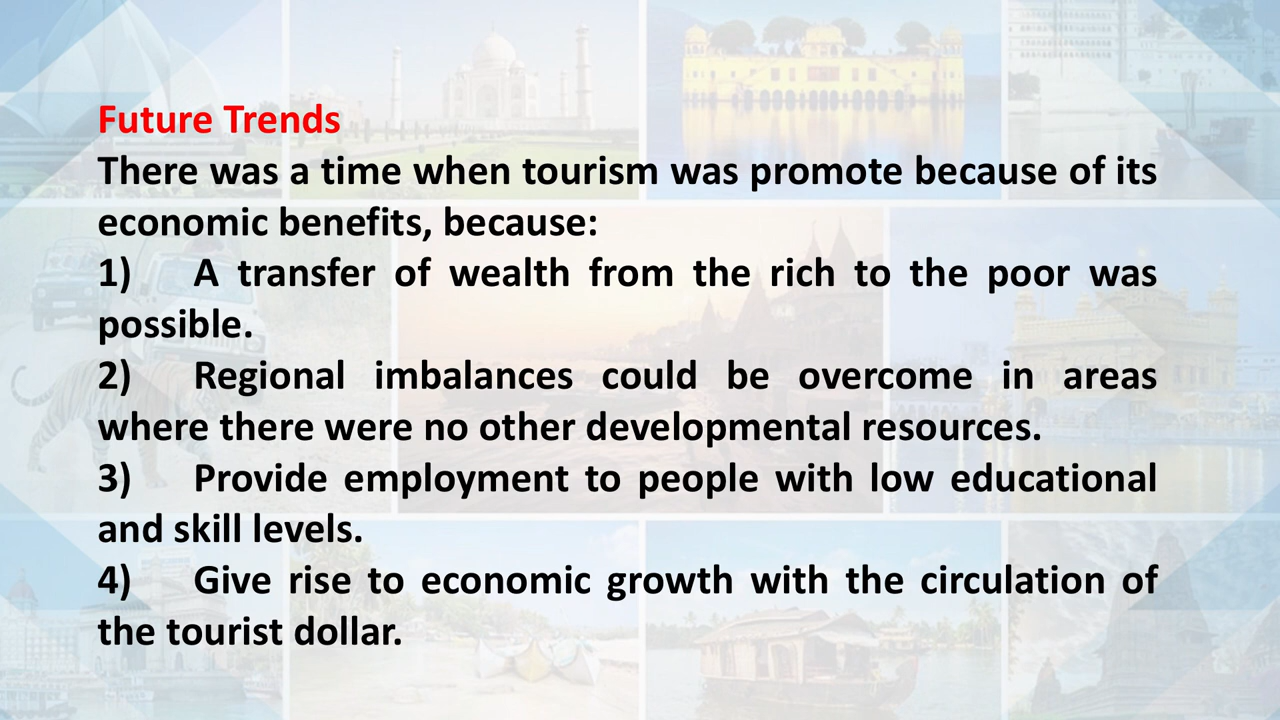 Future Trends
There was a time when tourism was promote because of its
economic benefits, because:
1) A transfer of wealth from the rich to the poor was
possible.
2) Regional imbalances could be overcome in areas
where there were no other developmental resources.
3) Provide employment to people with low educational
and skill levels.
4) Give rise to economic growth with the circulation of
the tourist dollar.